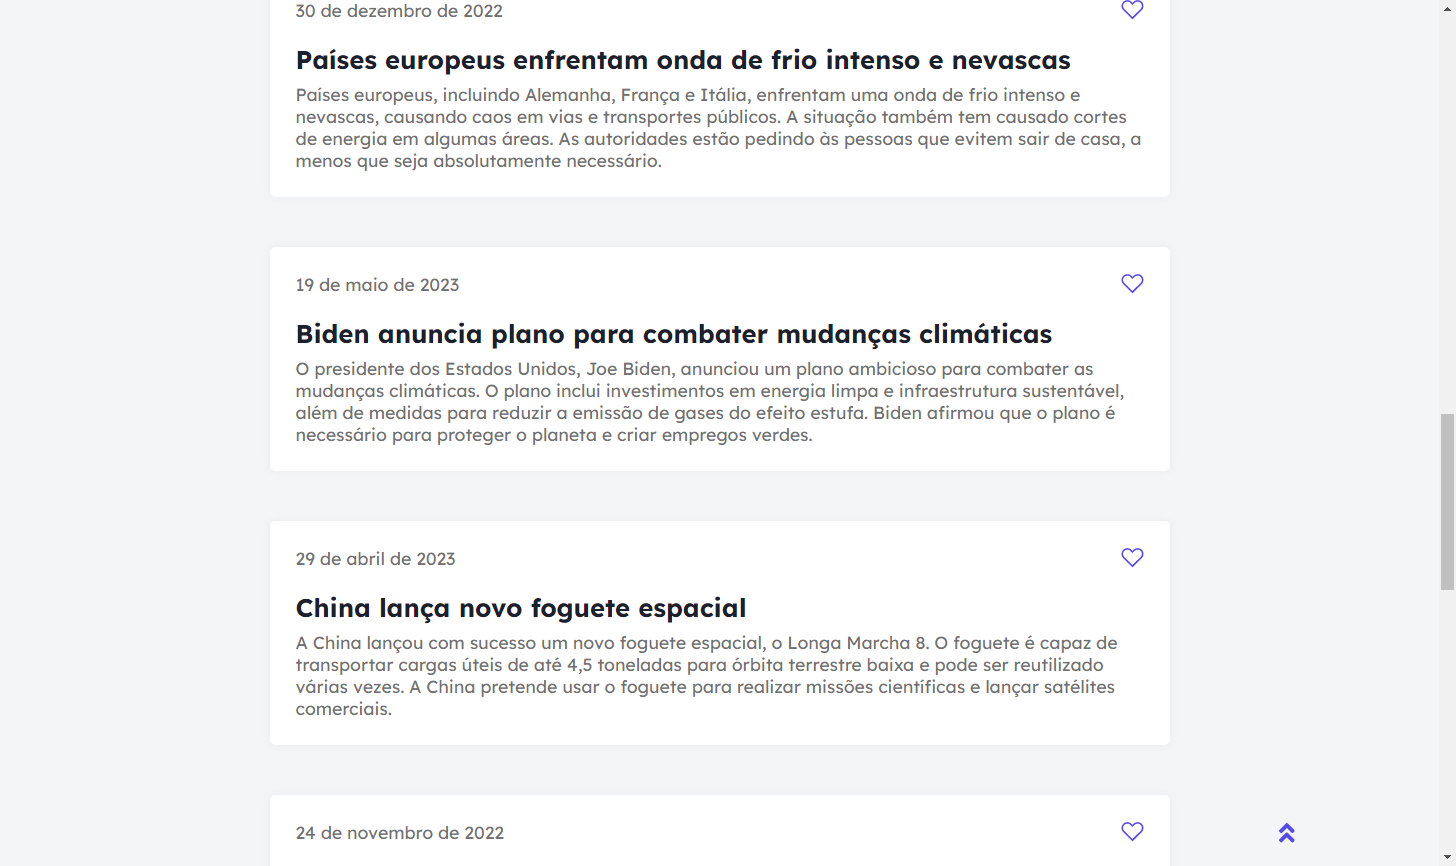 30 de dezembro de 2022
Países europeus enfrentam onda de frio intenso e nevascas
Países europeus, incluindo Alemanha, França e Itália, enfrentam uma onda de frio intenso e
nevascas, causando caos em vias e transportes públicos. A situação também tem causado cortes
de energia em algumas áreas. As autoridades estão pedindo às pessoas que evitem sair de casa, a
menos que seja absolutamente necessário.
19 de maio de 2023
Biden anuncia plano para combater mudanças climáticas
O presidente dos Estados Unidos, Joe Biden, anunciou um plano ambicioso para combater as
mudanças climáticas. O plano inclui investimentos em energia limpa e infraestrutura sustentável,
além de medidas para reduzir a emissão de gases do efeito estufa. Biden afirmou que o plano é
necessário para proteger o planeta e criar empregos verdes.
29 de abril de 2023
China lança novo foguete espacial
A China lançou com sucesso um novo foguete espacial, o Longa Marcha 8. O foguete é capaz de
transportar cargas úteis de até 4,5 toneladas para órbita terrestre baixa e pode ser reutilizado
várias vezes. A China pretende usar o foguete para realizar missões científicas e lançar satélites
comerciais.
24 de novembro de 2022